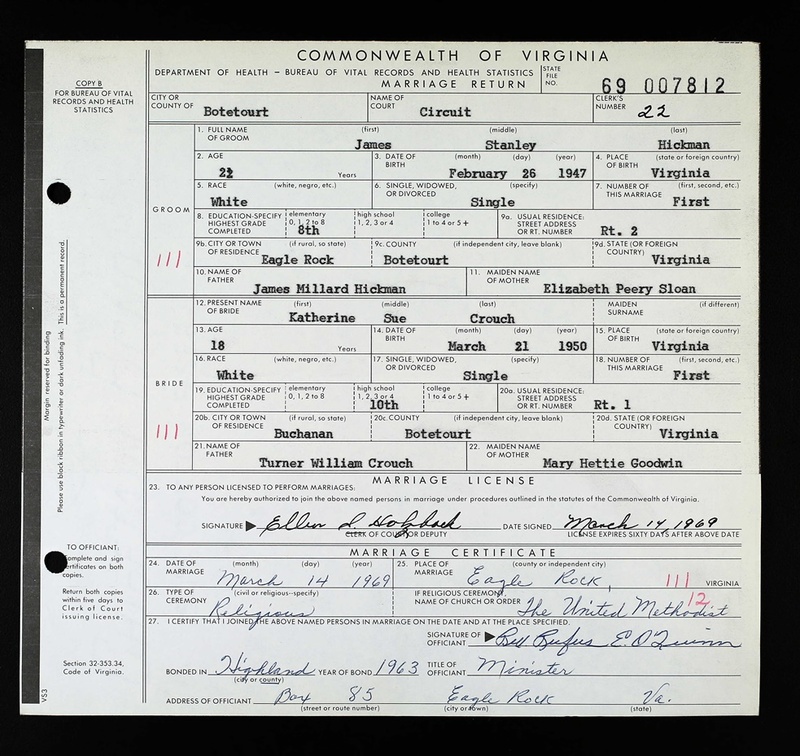 COMMONWEALTH OF VIRGINIA
DEPARTMENT OF HEALTH – BUREAU OF VITAL RECORDS AND HEALTH STATISTICS
MARRIAGE RETURN
STATE FILE NO. 69 007812
COPY B
FOR BUREAU OF VITAL
RECORDS AND HEALTH
STATISTICS
CITY OR COUNTY OF Botetourt NAME OF COURT Circuit CLERK'S NUMBER 22
GROOM
111
1. FULL NAME OF GROOM (first) James (middle) Stanley (last) Hickman
2. AGE 22 Years 3. DATE OF BIRTH (month) February (day) 26 (year) 1947 4. PLACE OF BIRTH (state or foreign country) Virginia
5. RACE (white, negro, etc.) White 6. SINGLE, WIDOWED, OR DIVORCED (specify) Single 7. NUMBER OF THIS MARRIAGE (first, second, etc.) First
8. EDUCATION-SPECIFY HIGHEST GRADE COMPLETED elementary 0, 1, 2 to 8 8th high school 1, 2, 3 or 4 college 1 to 4 or 5+ 9a. USUAL RESIDENCE: STREET ADDRESS OR RT. NUMBER Rt. 2
9b. CITY OR TOWN OF RESIDENCE (if rural, so state) Eagle Rock 9c. COUNTY (if independent city, leave blank) Botetourt 9d. STATE (OR FOREIGN COUNTRY) Virginia
10. NAME OF FATHER James Millard Hickman 11. MAIDEN NAME OF MOTHER Elizabeth Peery Sloan
BRIDE
111
12. PRESENT NAME OF BRIDE (first) Katherine (middle) Sue (last) Crouch MAIDEN SURNAME (if different)
13. AGE 18 Years 14. DATE OF BIRTH (month) March (day) 21 (year) 1950 15. PLACE OF BIRTH (state or foreign country) Virginia
16. RACE (white, negro, etc.) White 17. SINGLE, WIDOWED, OR DIVORCED (specify) Single 18. NUMBER OF THIS MARRIAGE (first, second, etc.) First
19. EDUCATION-SPECIFY HIGHEST GRADE COMPLETED elementary 0, 1, 2 to 8 high school 1, 2, 3 or 4 10th college 1 to 4 or 5+ 20a. USUAL RESIDENCE: STREET ADDRESS OR RT. NUMBER Rt. 1
20b. CITY OR TOWN OF RESIDENCE (if rural, so state) Buchanan 20c. COUNTY (if independent city, leave blank) Botetourt 20d. STATE (OR FOREIGN COUNTRY) Virginia
21. NAME OF FATHER Turner William Crouch 22. MAIDEN NAME OF MOTHER Mary Hettie Goodwin
MARRIAGE LICENSE
23. TO ANY PERSON LICENSED TO PERFORM MARRIAGES:
You are hereby authorized to join the above named persons in marriage under procedures outlined in the statutes of the Commonwealth of Virginia.
SIGNATURE Ellen I. Holzback DATE SIGNED March 14, 1969
CLERK OF COURT OR DEPUTY LICENSE EXPIRES SIXTY DAYS AFTER ABOVE DATE
MARRIAGE CERTIFICATE
24. DATE OF MARRIAGE (month) March (day) 14 (year) 1969 25. PLACE OF MARRIAGE (county or independent city) Eagle Rock, 111 VIRGINIA
26. TYPE OF CEREMONY (civil or religious--specify) Religious IF RELIGIOUS CEREMONY, NAME OF CHURCH OR ORDER The United Methodist 12
27. I CERTIFY THAT I JOINED THE ABOVE NAMED PERSONS IN MARRIAGE ON THE DATE AND AT THE PLACE SPECIFIED.
SIGNATURE OF OFFICIANT Rufus E. O'Quinn
BONDED IN Highland (city or county) YEAR OF BOND 1963 TITLE OF OFFICIANT Minister
ADDRESS OF OFFICIANT Box 85 Eagle Rock Va.
(street or route number) (city or town) (state)
Margin reserved for binding
Please use black ribbon in typewriter or dark unfading ink. This is a permanent record.
TO OFFICIANT:
Complete and sign
certificates on both
copies.
Return both copies
within five days to
Clerk of Court
issuing license.
Section 32-353.34,
Code of Virginia.
VS3